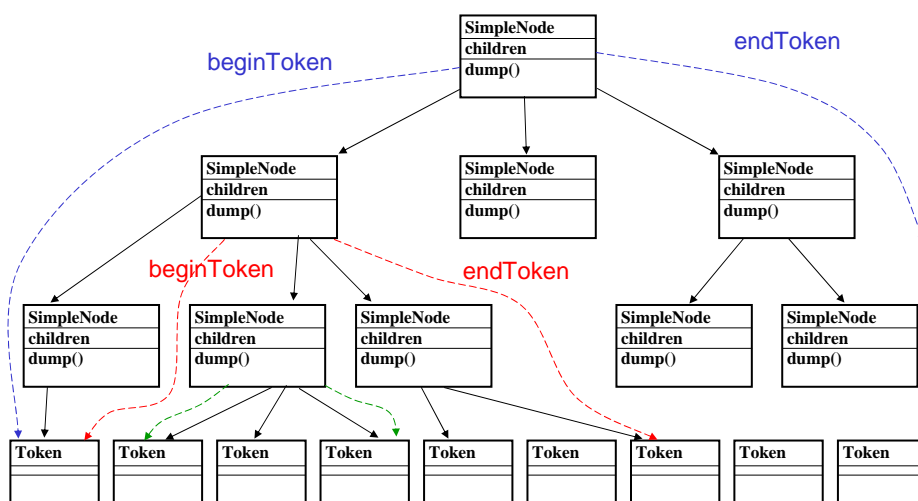 SimpleNode
children
dump()
beginToken
endToken
SimpleNode
children
dump()
SimpleNode
children
dump()
SimpleNode
children
dump()
beginToken
endToken
SimpleNode
children
dump()
SimpleNode
children
dump()
SimpleNode
children
dump()
SimpleNode
children
dump()
SimpleNode
children
dump()
Token
Token
Token
Token
Token
Token
Token
Token
Token